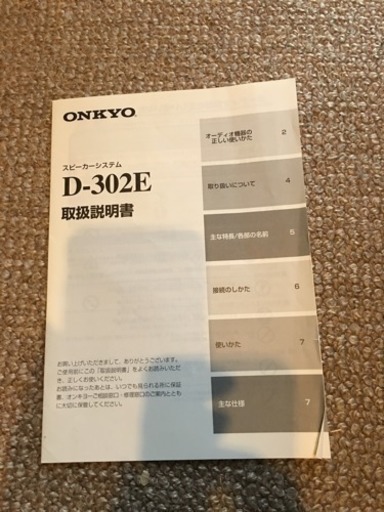 ONKYO
スピーカーシステム
D-302E
取扱説明書
オーディオ機器の
正しい使いかた 2
取り扱いについて 4
主な特長/各部の名前 5
接続のしかた 6
使いかた 7
主な仕様 7
お買い上げいただきまして、ありがとうございます。
ご使用前にこの「取扱説明書」をよくお読みいただ
き、正しくお使いください。
お読みになったあとは、いつでも見られる所に保証
書、オンキヨーご相談窓口・修理窓口のご案内ととも
に大切に保管してください。